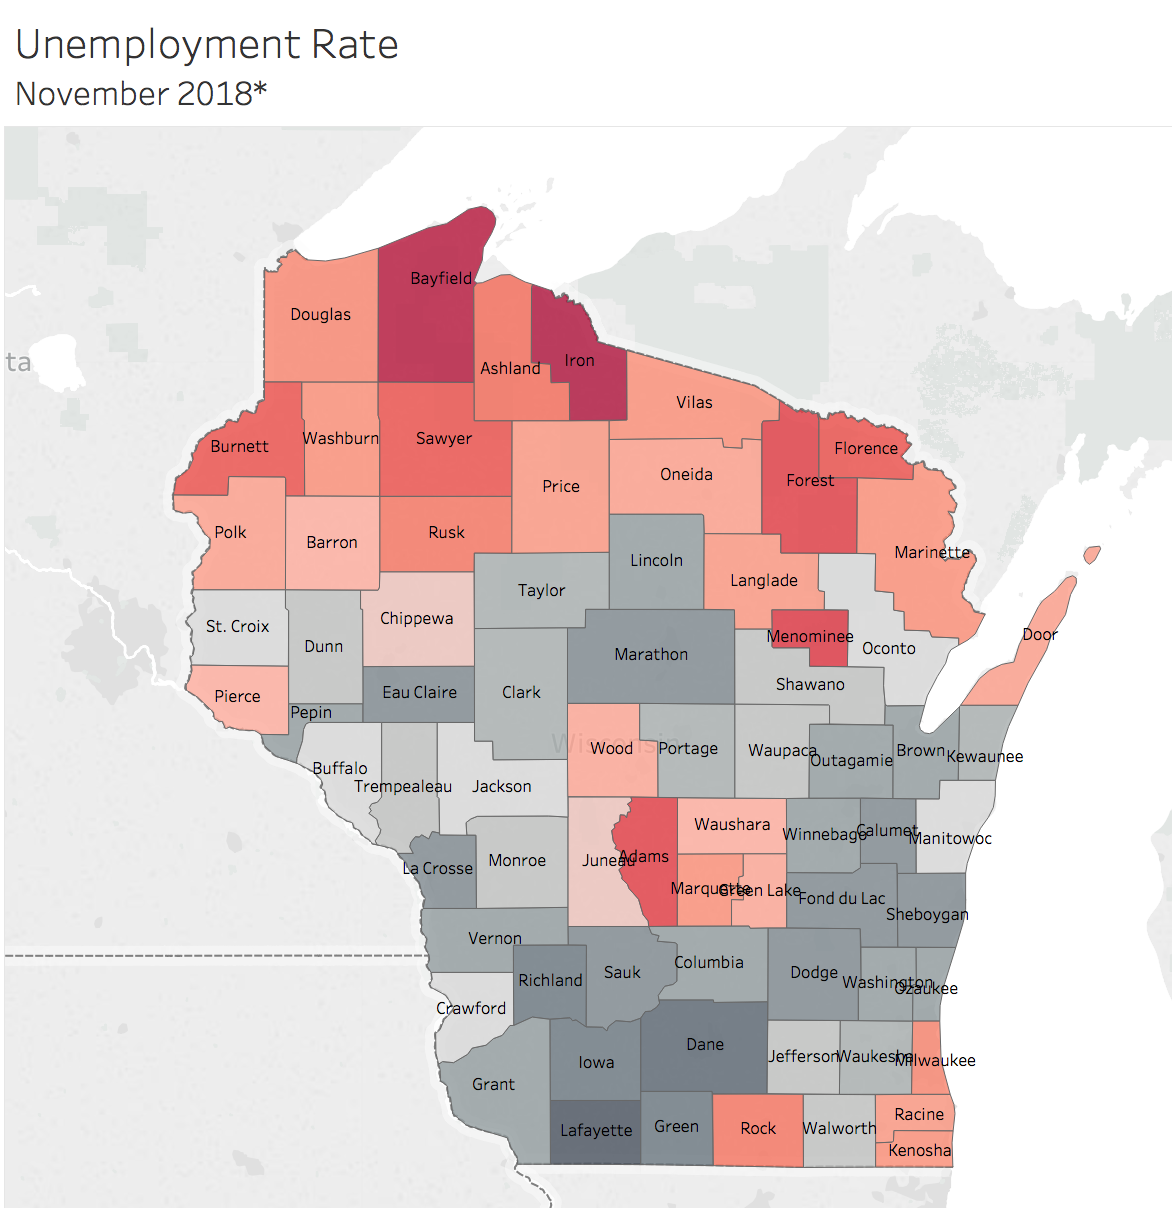 Unemployment Rate
November 2018*
Bayfield
Douglas
ta
Iron
Ashland
Vilas
Burnett
Washburn
Sawyer
Florence
Oneida
Forest
Price
Polk
Rusk
Barron
Marinette
Lincoln
Langlade
Taylor
Chippewa
St. Croix
Door
Menominee
Dunn
Oconto
Marathon
Shawano
Eau Claire
Clark
Pierce
Pepin
Wisconsin
Wood
Portage
Waupaca
Brown
Kewaunee
Outagamie
Buffalo
Trempealeau
Jackson
Waushara
Calumet
Winnebago
Manitowoc
Adams
Monroe
Juneau
La Crosse
Marquette
Green Lake
Fond du Lac
Sheboygan
Vernon
Columbia
Sauk
Dodge
Richland
Washington
Ozaukee
Crawford
Dane
Jefferson
Waukesha
Milwaukee
Iowa
Grant
Racine
Green
Rock
Walworth
Lafayette
Kenosha